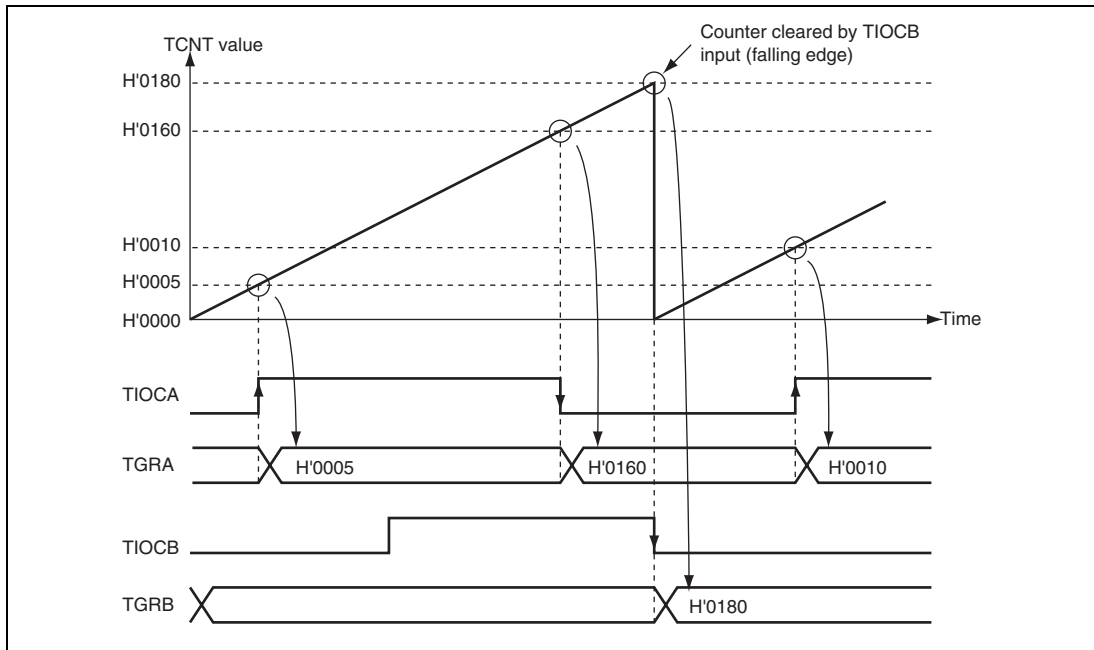 Counter cleared by TIOCB
input (falling edge)
TCNT value
H'0180
H'0160
H'0010
H'0005
H'0000
Time
TIOCA
TGRA
H'0005
H'0160
H'0010
TIOCB
TGRB
H'0180